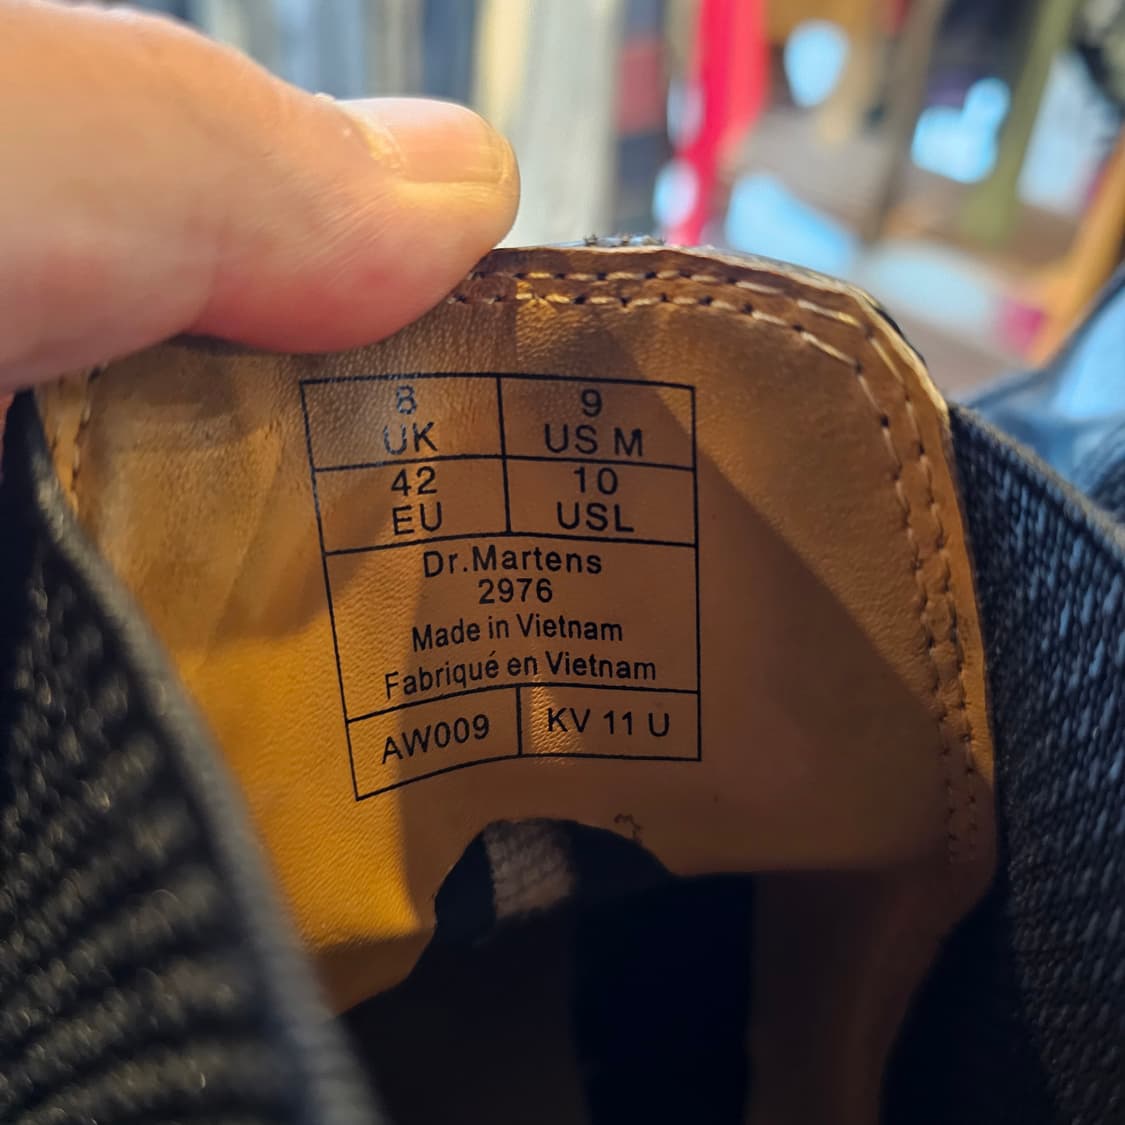 8 9
UK US M
42 10
EU USL
Dr.Martens
2976
Made in Vietnam
Fabriqué en Vietnam
AW009 KV 11 U